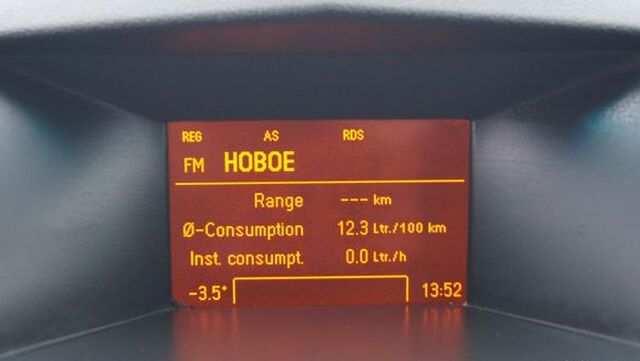 REG AS RDS
FM HOBOE
Range --- km
Ø-Consumption 12.3 Ltr./100 km
Inst. consumpt. 0.0 Ltr./h
-3.5° 13:52